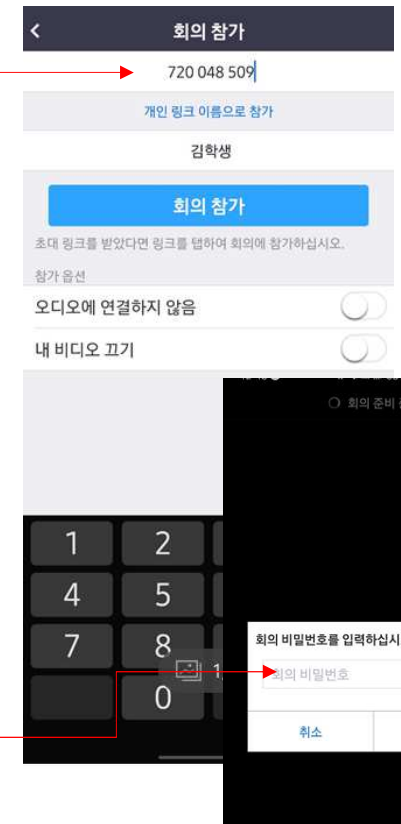 회의 참가
720 048 509
개인 링크 이름으로 참가
김학생
회의 참가
초대 링크를 받았다면 링크를 탭하여 회의에 참가하십시오.
참가 옵션
오디오에 연결하지 않음
내 비디오 끄기
회의 준비
1 2
4 5
7 8
1
0
회의 비밀번호를 입력하십시
회의 비밀번호
취소